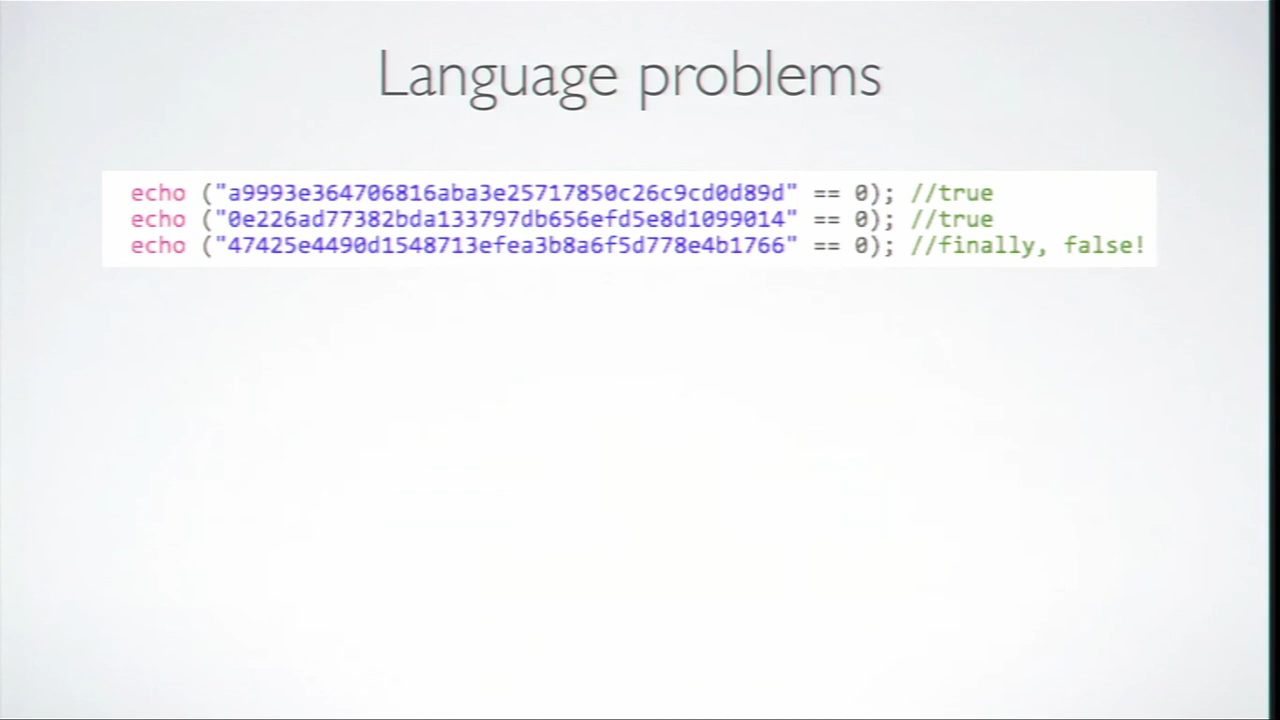 Language problems
echo ("a9993e364706816aba3e25717850c26c9cd0d89d" == 0); //true
echo ("0e226ad77382bda133797db656efd5e8d1099014" == 0); //true
echo ("47425e4490d1548713efea3b8a6f5d778e4b1766" == 0); //finally, false!